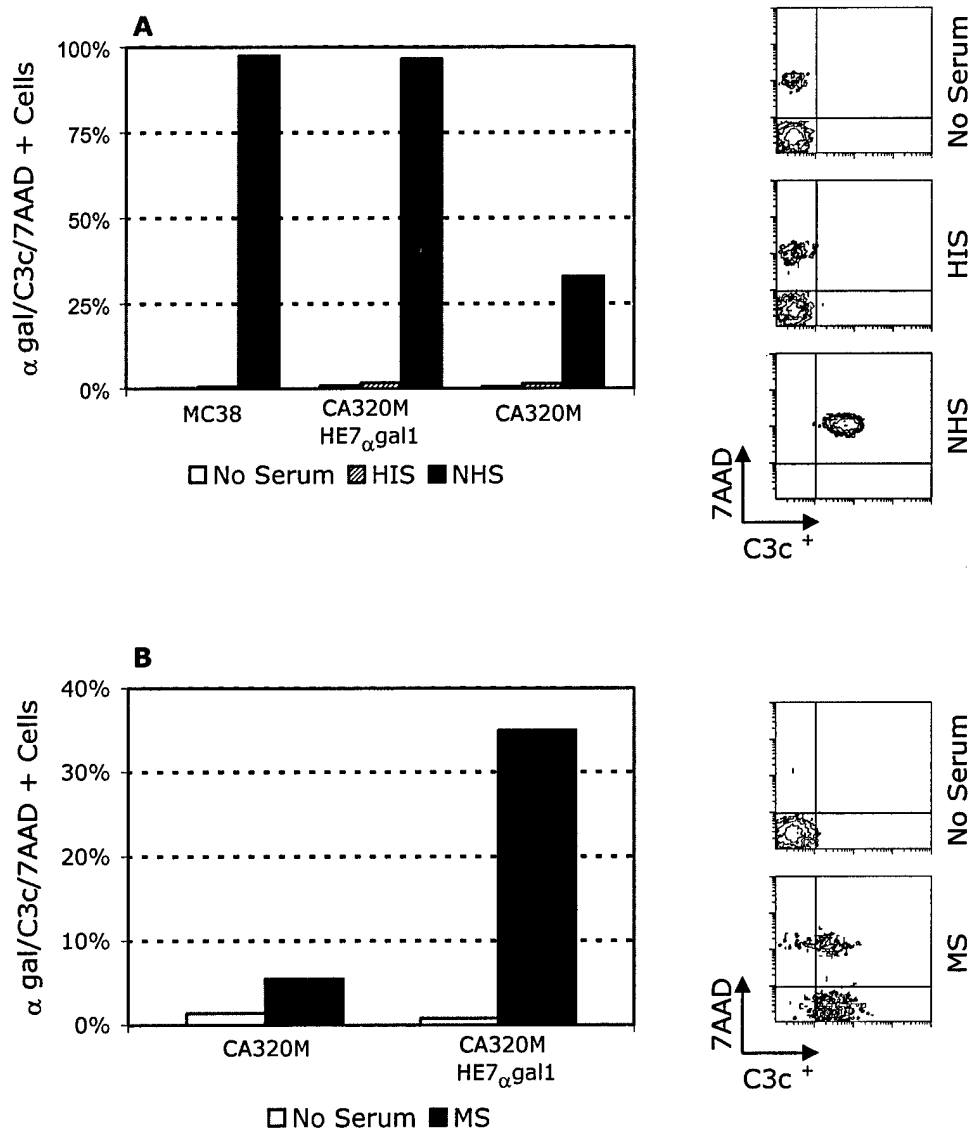 A
α gal/C3c/7AAD + Cells
100%
75%
50%
25%
0%
MC38
CA320M
HE7αgal1
CA320M
No Serum HIS NHS
No Serum
HIS
NHS
7AAD
C3c +
B
α gal/C3c/7AAD + Cells
40%
30%
20%
10%
0%
CA320M
CA320M
HE7αgal1
No Serum MS
No Serum
MS
7AAD
C3c +